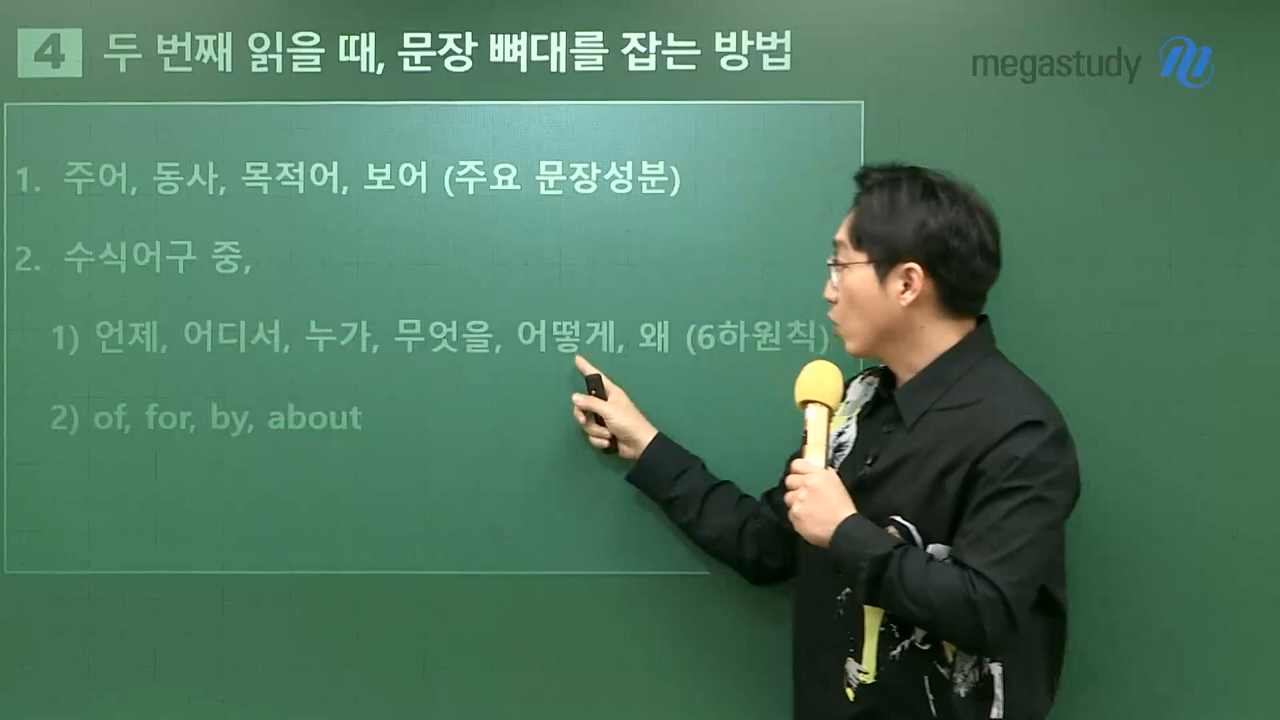 4 두 번째 읽을 때, 문장 뼈대를 잡는 방법
megastudy
1. 주어, 동사, 목적어, 보어 (주요 문장성분)
2. 수식어구 중,
1) 언제, 어디서, 누가, 무엇을, 어떻게, 왜 (6하원칙)
2) of, for, by, about